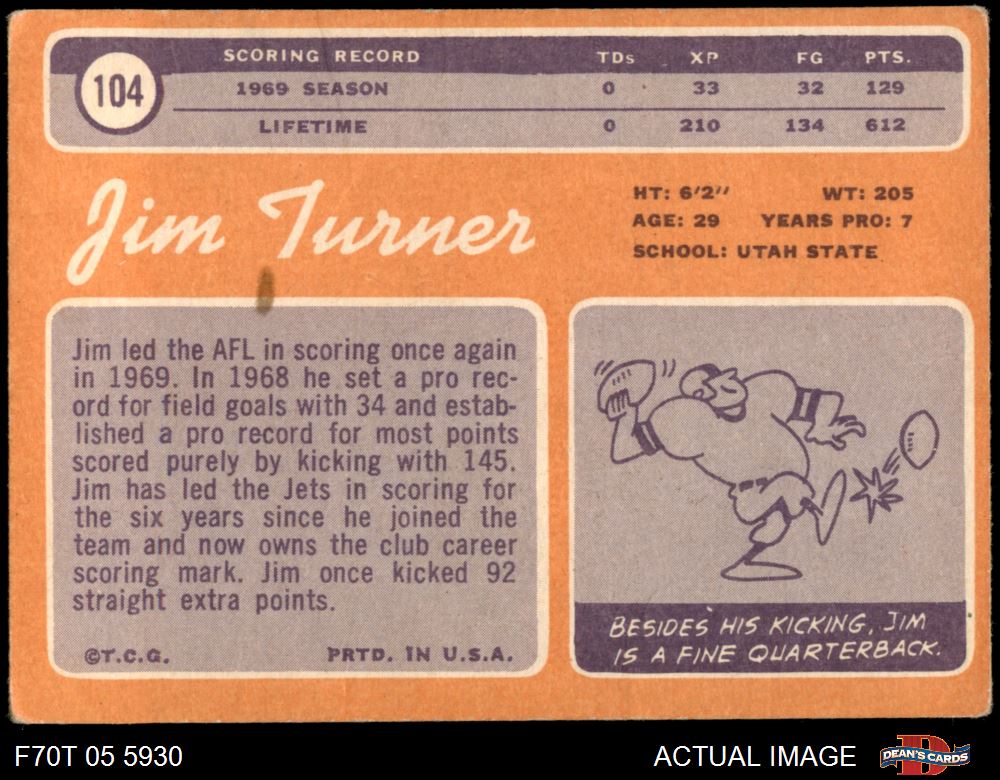 104
SCORING RECORD TDs XP FG PTS.
1969 SEASON 0 33 32 129
LIFETIME 0 210 134 612
Jim Turner
HT: 6'2" WT: 205
AGE: 29 YEARS PRO: 7
SCHOOL: UTAH STATE
Jim led the AFL in scoring once again
in 1969. In 1968 he set a pro rec-
ord for field goals with 34 and estab-
lished a pro record for most points
scored purely by kicking with 145.
Jim has led the Jets in scoring for
the six years since he joined the
team and now owns the club career
scoring mark. Jim once kicked 92
straight extra points.
©T.C.G. PRTD. IN U.S.A.
BESIDES HIS KICKING, JIM
IS A FINE QUARTERBACK.
F70T 05 5930 ACTUAL IMAGE
D
DEAN'S CARDS